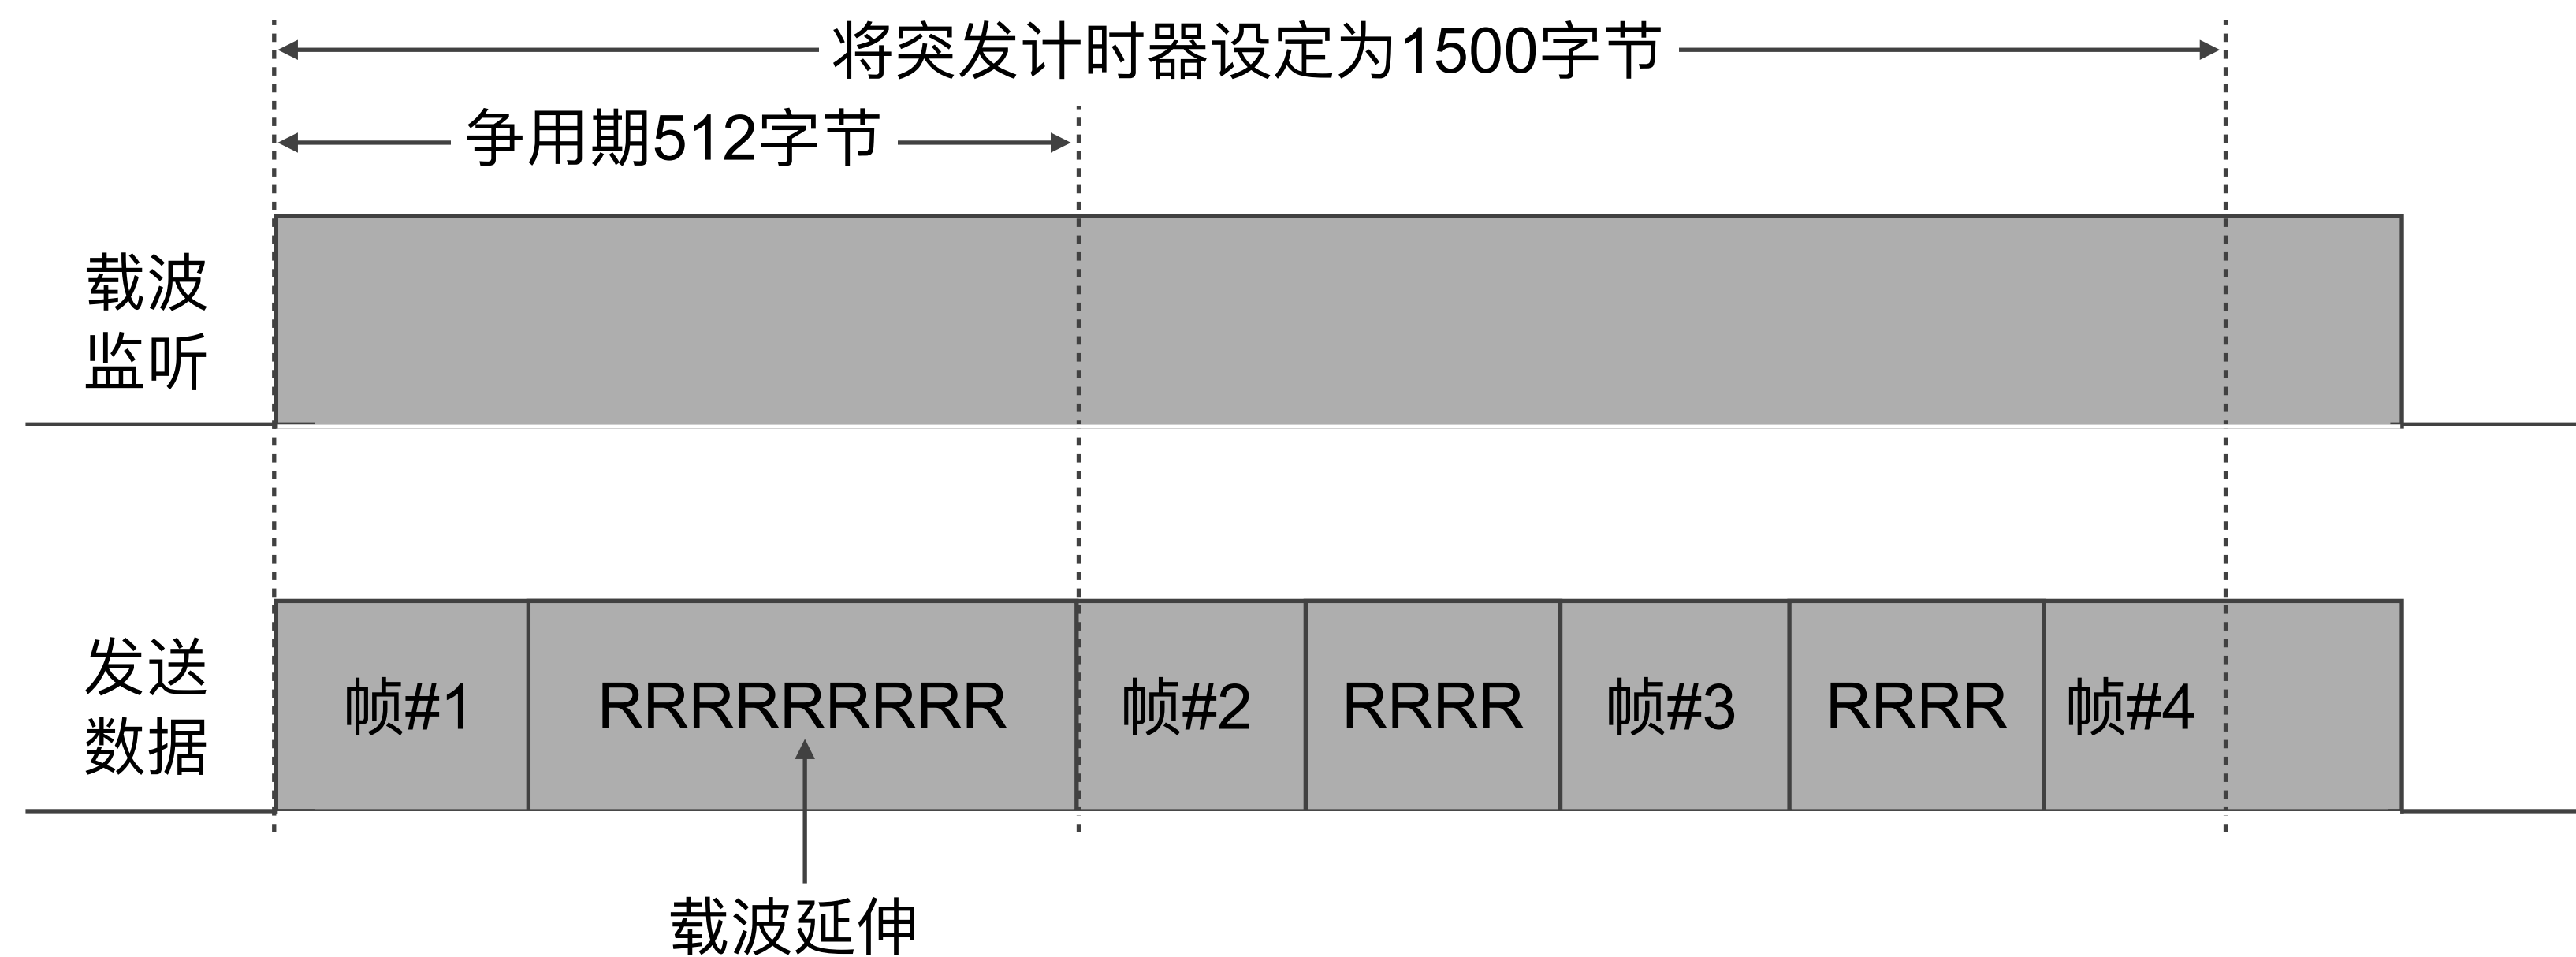 将突发计时器设定为1500字节
争用期512字节
载波
监听
发送
数据
帧#1
RRRRRRRRR
帧#2
RRRR
帧#3
RRRR
帧#4
载波延伸